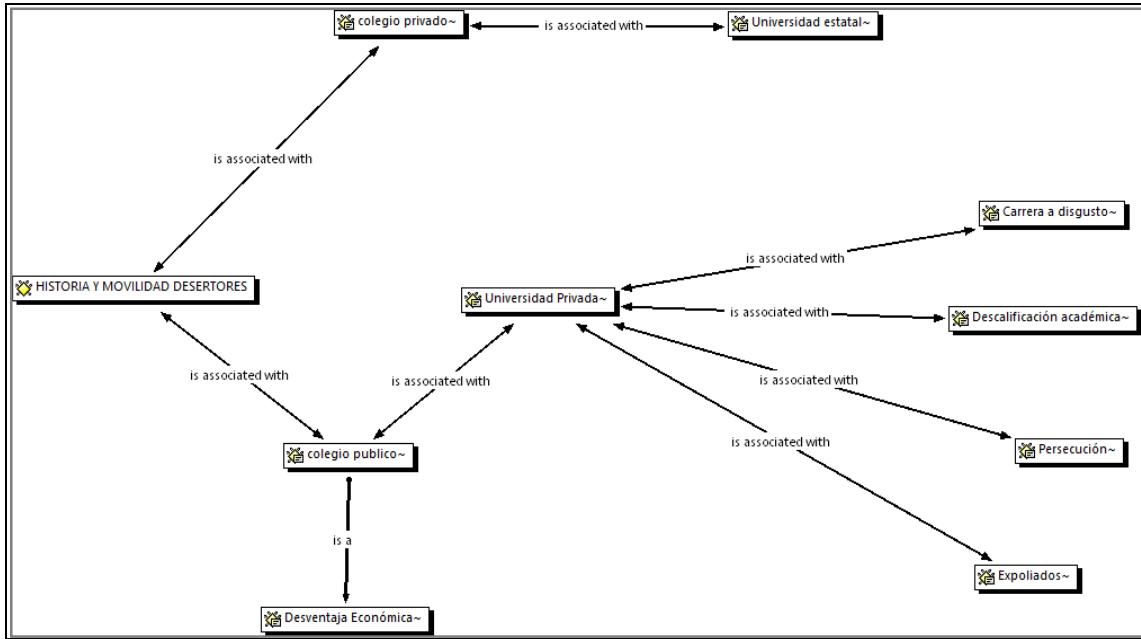 colegio privado~
is associated with
Universidad estatal~
is associated with
Carrera a disgusto~
is associated with
HISTORIA Y MOVILIDAD DESERTORES
Universidad Privada~
is associated with
Descalificación académica~
is associated with
is associated with
is associated with
is associated with
Persecución~
colegio publico~
is a
Expoliados~
Desventaja Económica~